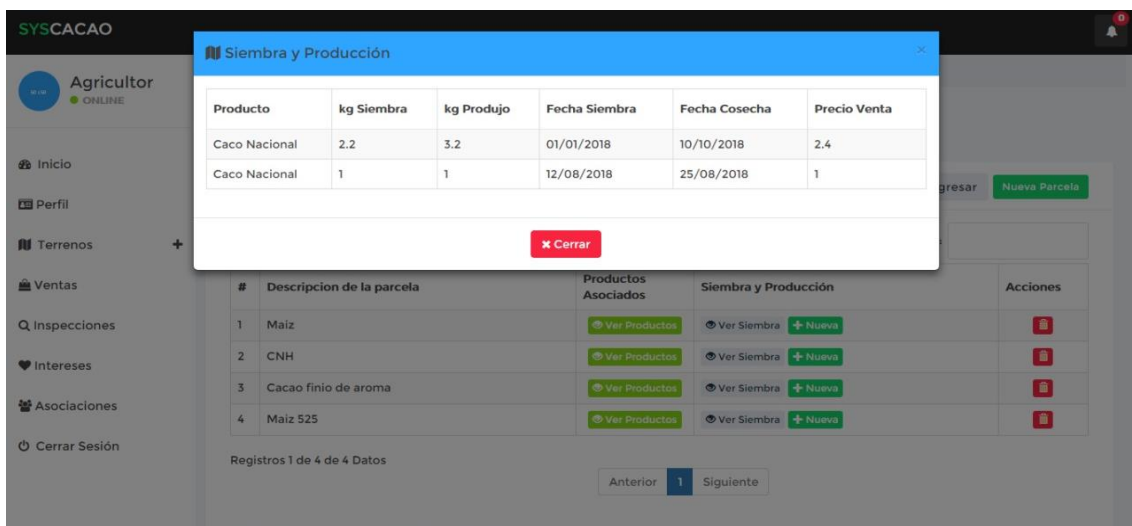 SYSCACAO
0
Agricultor
ONLINE
Inicio
Perfil
Terrenos
Ventas
Inspecciones
Intereses
Asociaciones
Cerrar Sesión
Siembra y Producción
×
Producto kg Siembra kg Produjo Fecha Siembra Fecha Cosecha Precio Venta
Caco Nacional 2.2 3.2 01/01/2018 10/10/2018 2.4
Caco Nacional 1 1 12/08/2018 25/08/2018 1
Cerrar
gresar Nueva Parcela
# Descripcion de la parcela Productos Asociados Siembra y Producción Acciones
1 Maiz Ver Productos Ver Siembra Nueva
2 CNH Ver Productos Ver Siembra Nueva
3 Cacao finio de aroma Ver Productos Ver Siembra Nueva
4 Maiz 525 Ver Productos Ver Siembra Nueva
Registros 1 de 4 de 4 Datos
Anterior 1 Siguiente